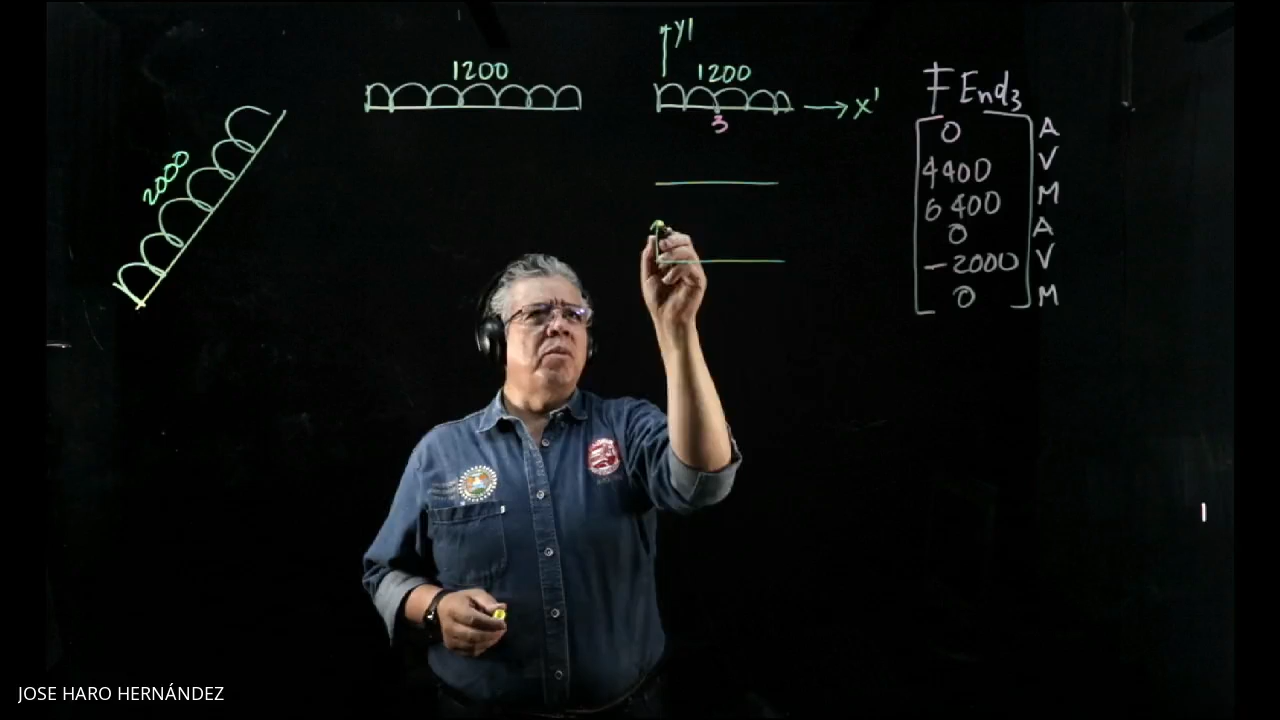 y'
1200
1200
x'
3
2000
F End3
0 A
4400 V
6400 M
0 A
-2000 V
0 M
JOSE HARO HERNÁNDEZ